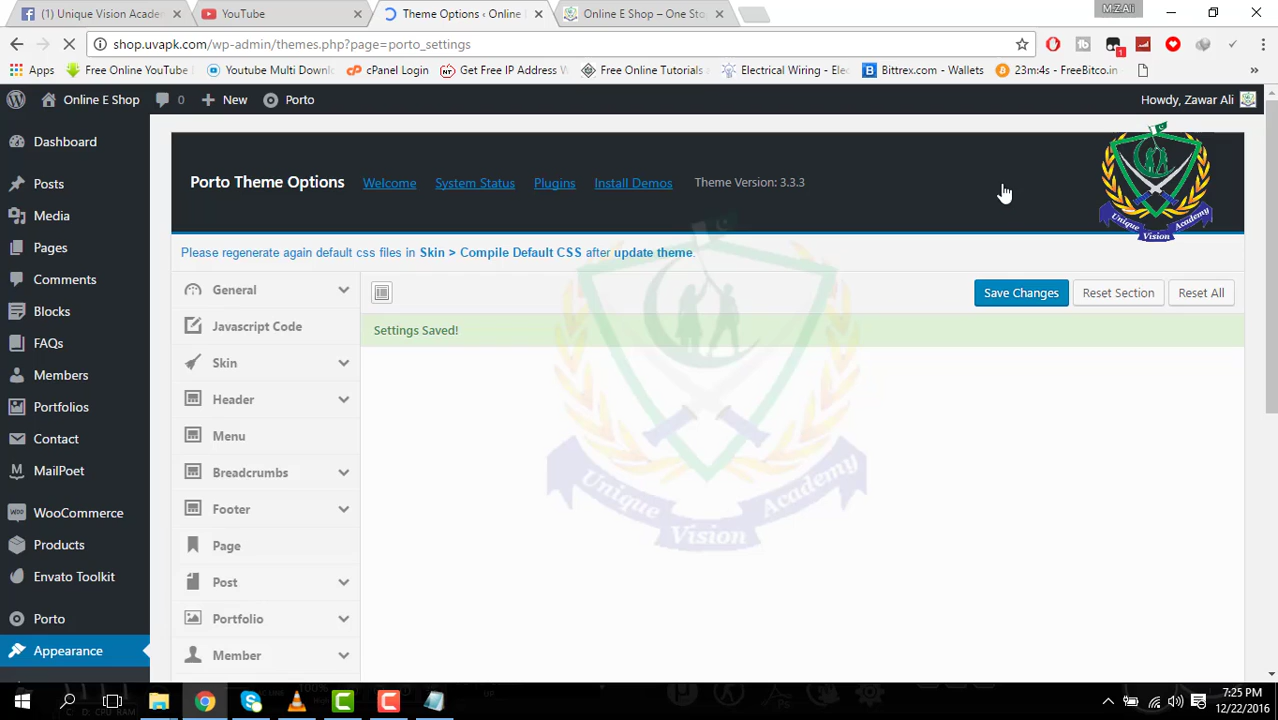 (1) Unique Vision Acade
YouTube
Theme Options ‹ Online
Online E Shop – One Sto
M.Z.Ali
shop.uvapk.com/wp-admin/themes.php?page=porto_settings
1
Apps
Free Online YouTube
Youtube Multi Downl
cPanel Login
Get Free IP Address
Free Online Tutorials
Electrical Wiring - Ele
Bittrex.com - Wallets
23m:4s - FreeBitco.in
»
Online E Shop
0
New
Porto
Howdy, Zawar Ali
Dashboard
Posts
Media
Pages
Comments
Blocks
FAQs
Members
Portfolios
Contact
MailPoet
WooCommerce
Products
Envato Toolkit
Porto
Appearance
Porto Theme Options
Welcome
System Status
Plugins
Install Demos
Theme Version: 3.3.3
Unique Vision Academy
Please regenerate again default css files in Skin > Compile Default CSS after update theme.
General
Javascript Code
Skin
Header
Menu
Breadcrumbs
Footer
Page
Post
Portfolio
Member
Save Changes
Reset Section
Reset All
Settings Saved!
Unique Vision Academy
7:25 PM
12/22/2016